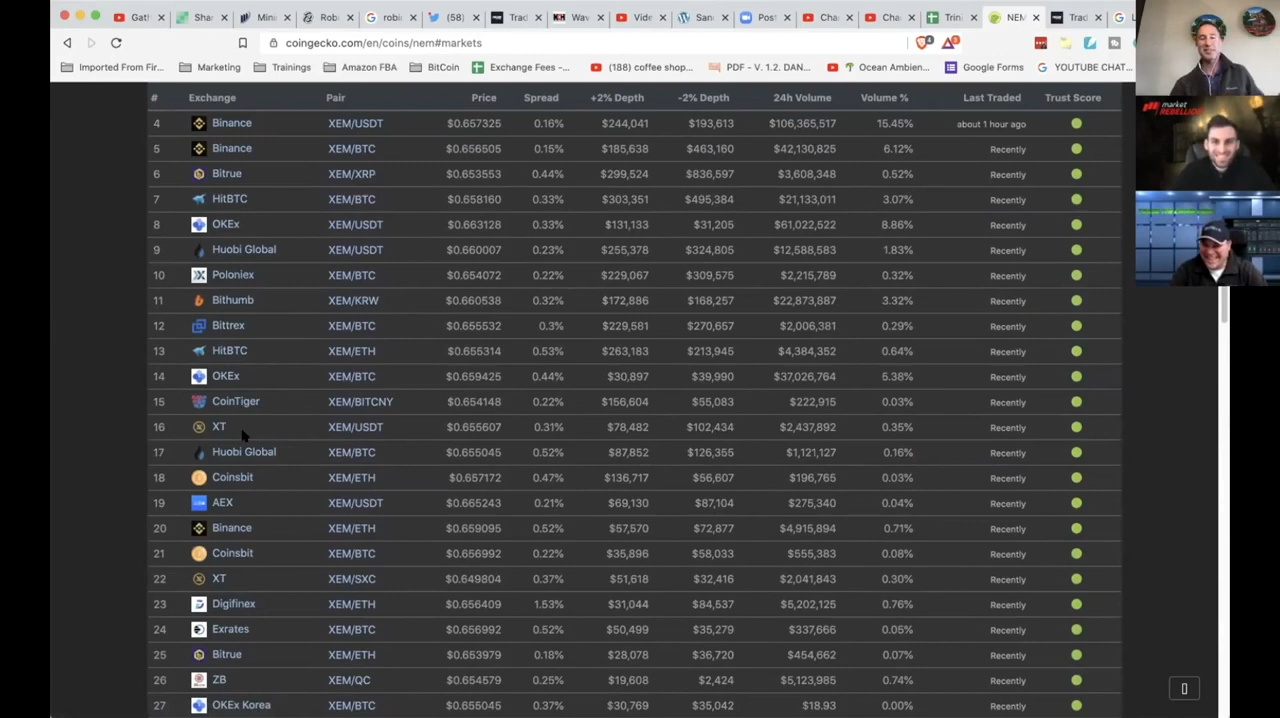 Gath Shar Minu Rob robin (58) Trad Wav Vide San Post Cha Cha Trini NEM Trad
coingecko.com/en/coins/nem#markets
Imported From Fir... Marketing Trainings Amazon FBA BitCoin Exchange Fees -... (188) coffee shop... PDF - V. 1.2. DAN... Ocean Ambien... Google Forms YOUTUBE CHAT...
market
REBELLION
# Exchange Pair Price Spread +2% Depth -2% Depth 24h Volume Volume % Last Traded Trust Score
4 Binance XEM/USDT 0.16% $244,041 $193,613 $106,365,517 15.45% about 1 hour ago
5 Binance XEM/BTC $0.656505 0.15% $185,638 $463,160 $42,130,825 6.12% Recently
6 Bitrue XEM/XRP $0.653553 0.44% $299,524 $836,597 $3,608,348 0.52% Recently
7 HitBTC XEM/BTC $0.658160 0.33% $303,351 $495,384 $21,133,011 3.07% Recently
8 OKEx XEM/USDT 0.33% $131,133 $31,205 $61,022,522 8.86% Recently
9 Huobi Global XEM/USDT $0.660007 0.28% $255,378 $324,805 $12,588,583 1.83% Recently
10 Poloniex XEM/BTC $0.654072 0.22% $229,067 $309,575 $2,215,789 0.32% Recently
11 Bithumb XEM/KRW $0.660538 0.32% $172,886 $168,257 $22,873,887 3.32% Recently
12 Bittrex XEM/BTC $0.655532 0.3% $229,581 $270,657 $2,006,381 0.29% Recently
13 HitBTC XEM/ETH $0.655314 0.53% $263,183 $213,945 $4,384,352 0.64% Recently
14 OKEx XEM/BTC $0.659425 0.44% $30,897 $39,990 $37,026,764 5.38% Recently
15 CoinTiger XEM/BITCNY $0.654148 0.22% $156,604 $55,083 $222,915 0.03% Recently
16 XT XEM/USDT $0.655607 0.31% $78,482 $102,434 $2,437,892 0.35% Recently
17 Huobi Global XEM/BTC $0.655045 0.52% $87,852 $126,355 $1,121,127 0.16% Recently
18 Coinsbit XEM/ETH $0.657172 0.47% $136,717 $56,607 $196,765 0.03% Recently
19 AEX XEM/USDT $0.665243 0.21% $69,130 $87,104 $275,340 0.04% Recently
20 Binance XEM/ETH $0.659095 0.52% $57,570 $72,877 $4,915,894 0.71% Recently
21 Coinsbit XEM/BTC $0.656992 0.22% $35,896 $58,033 $555,383 0.08% Recently
22 XT XEM/SXC $0.649804 0.37% $51,618 $32,416 $2,041,843 0.30% Recently
23 Digifinex XEM/ETH $0.656409 1.53% $31,044 $84,537 $5,202,125 0.76% Recently
24 Exrates XEM/BTC $0.656992 0.52% $50,499 $35,279 $337,666 0.05% Recently
25 Bitrue XEM/ETH $0.653979 0.18% $28,078 $36,720 $454,662 0.07% Recently
26 ZB XEM/QC $0.654579 0.25% $19,608 $2,424 $5,123,985 0.74% Recently
27 OKEx Korea XEM/BTC $0.655045 0.37% $30,769 $35,042 $18.93 0.00% Recently